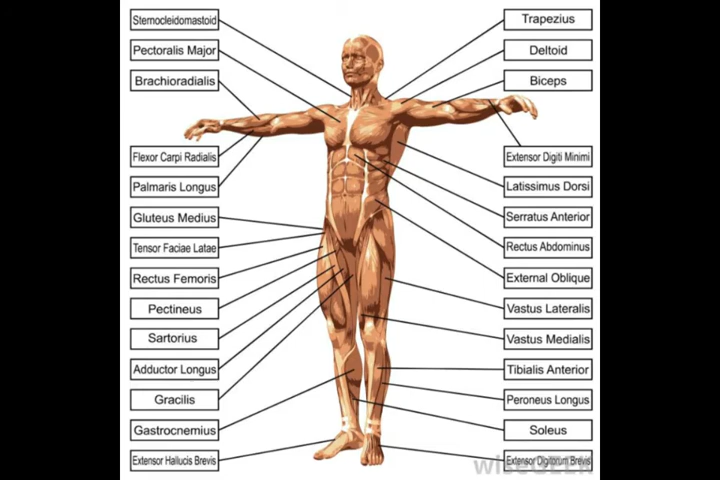 Sternocleidomastoid
Pectoralis Major
Brachioradialis
Flexor Carpi Radialis
Palmaris Longus
Gluteus Medius
Tensor Faciae Latae
Rectus Femoris
Pectineus
Sartorius
Adductor Longus
Gracilis
Gastrocnemius
Extensor Hallucis Brevis
Trapezius
Deltoid
Biceps
Extensor Digiti Minimi
Latissimus Dorsi
Serratus Anterior
Rectus Abdominus
External Oblique
Vastus Lateralis
Vastus Medialis
Tibialis Anterior
Peroneus Longus
Soleus
Extensor Digitorum Brevis
wiseGEEK